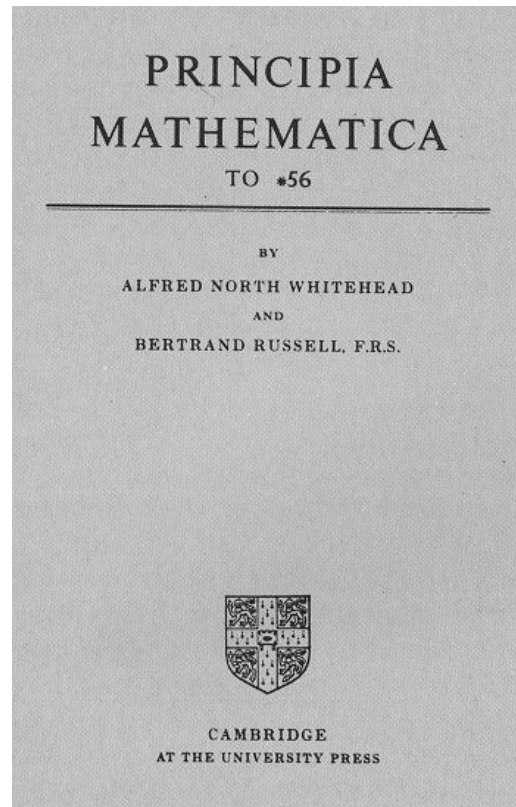 PRINCIPIA
MATHEMATICA
TO *56
BY
ALFRED NORTH WHITEHEAD
AND
BERTRAND RUSSELL, F.R.S.
CAMBRIDGE
AT THE UNIVERSITY PRESS